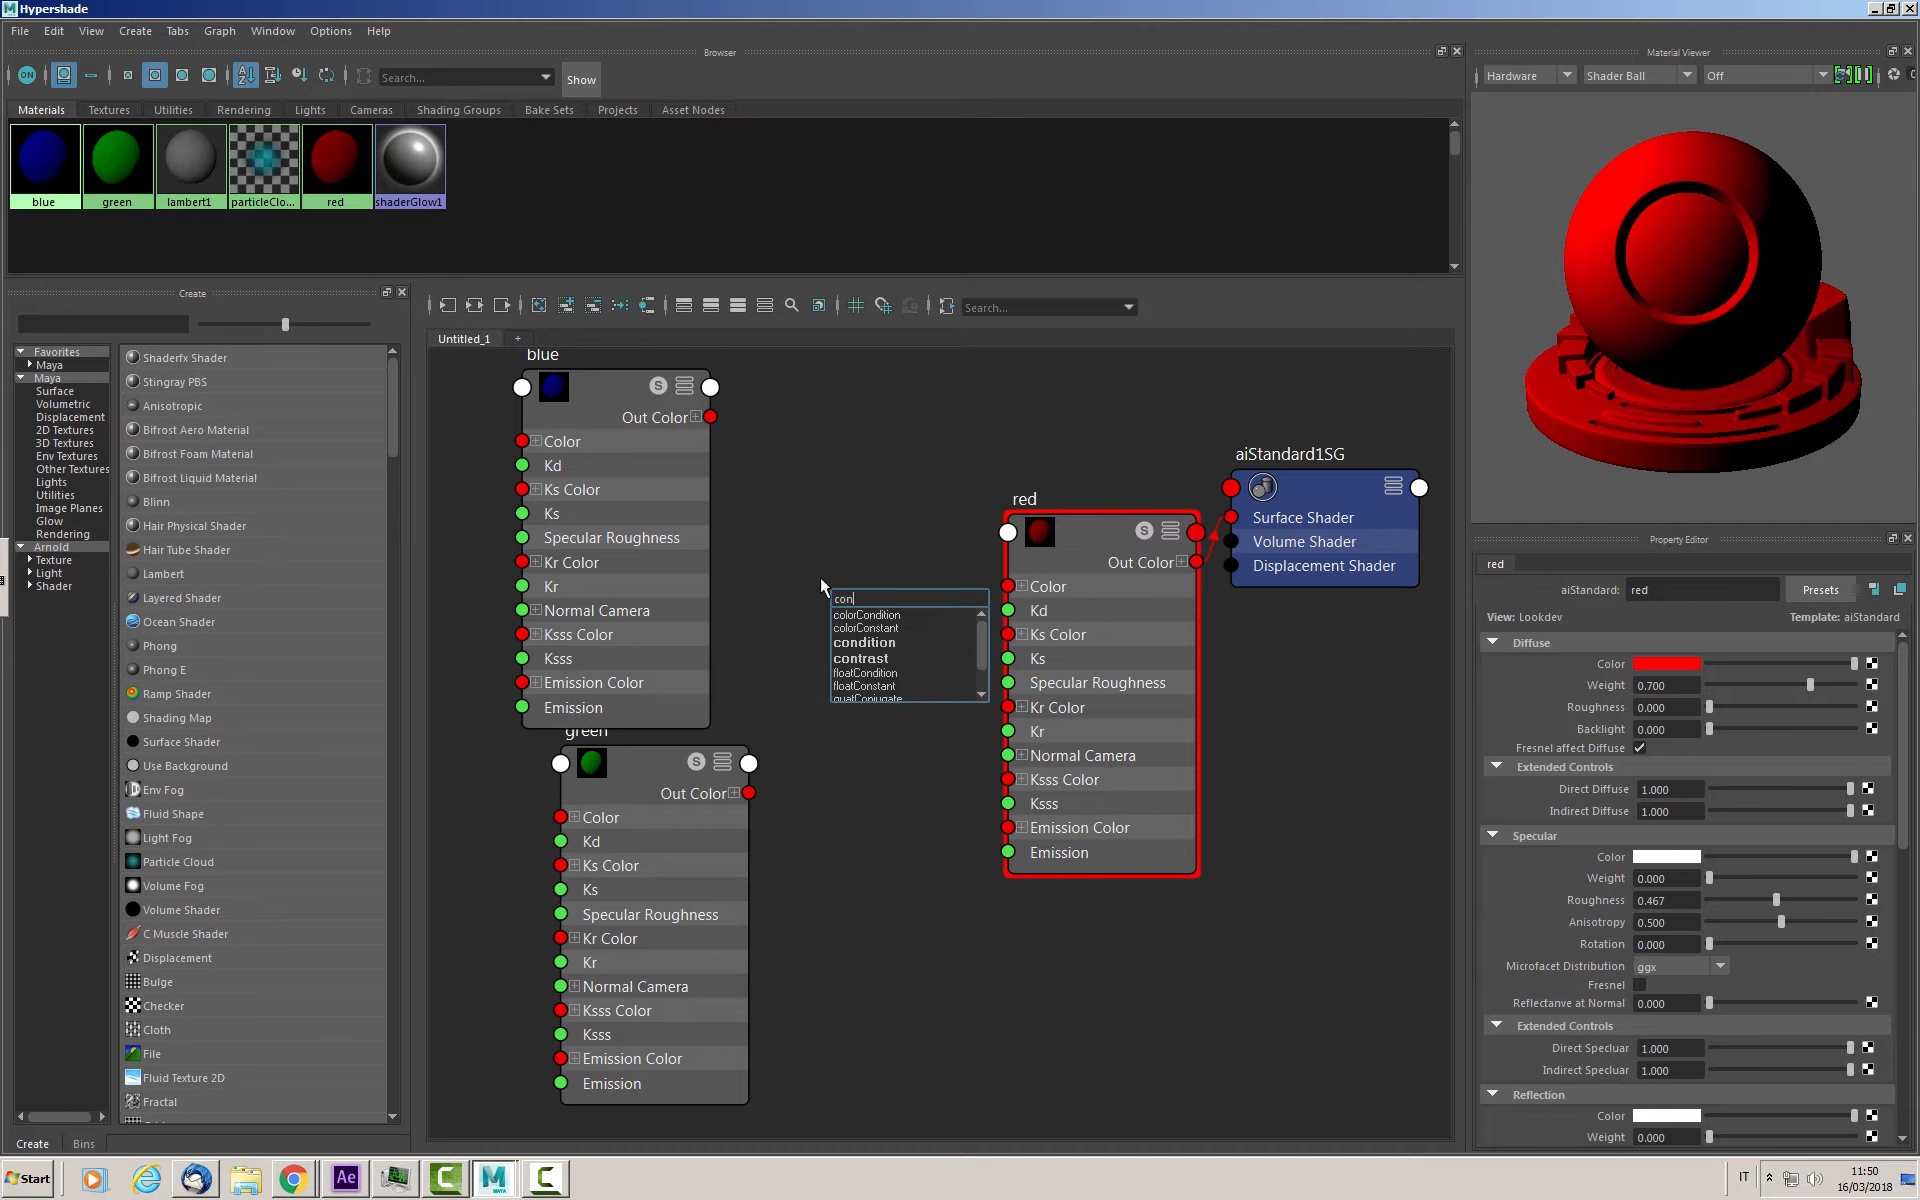 Hypershade
File Edit View Create Tabs Graph Window Options Help
Browser
ON Search... Show
Materials Textures Utilities Rendering Lights Cameras Shading Groups Bake Sets Projects Asset Nodes
blue green lambert1 particleClo... red shaderGlow1
Create
Favorites
Maya
Maya
Surface
Volumetric
Displacement
2D Textures
3D Textures
Env Textures
Other Textures
Lights
Utilities
Image Planes
Glow
Rendering
Arnold
Texture
Light
Shader
Shaderfx Shader
Stingray PBS
Anisotropic
Bifrost Aero Material
Bifrost Foam Material
Bifrost Liquid Material
Blinn
Hair Physical Shader
Hair Tube Shader
Lambert
Layered Shader
Ocean Shader
Phong
Phong E
Ramp Shader
Shading Map
Surface Shader
Use Background
Env Fog
Fluid Shape
Light Fog
Particle Cloud
Volume Fog
Volume Shader
C Muscle Shader
Displacement
Bulge
Checker
Cloth
File
Fluid Texture 2D
Fractal
Create Bins
Search...
Untitled_1 +
blue
S
Out Color
Color
Kd
Ks Color
Ks
Specular Roughness
Kr Color
Kr
Normal Camera
Ksss Color
Ksss
Emission Color
Emission
green
S
Out Color
Color
Kd
Ks Color
Ks
Specular Roughness
Kr Color
Kr
Normal Camera
Ksss Color
Ksss
Emission Color
Emission
con
colorCondition
colorConstant
condition
contrast
floatCondition
floatConstant
quatConjugate
red
S
Out Color
Color
Kd
Ks Color
Ks
Specular Roughness
Kr Color
Kr
Normal Camera
Ksss Color
Ksss
Emission Color
Emission
aiStandard1SG
Surface Shader
Volume Shader
Displacement Shader
Material Viewer
Hardware Shader Ball Off
Property Editor
red
aiStandard: red Presets
View: Lookdev Template: aiStandard
Diffuse
Color
Weight 0.700
Roughness 0.000
Backlight 0.000
Fresnel affect Diffuse
Extended Controls
Direct Diffuse 1.000
Indirect Diffuse 1.000
Specular
Color
Weight 0.000
Roughness 0.467
Anisotropy 0.500
Rotation 0.000
Microfacet Distribution ggx
Fresnel
Reflectance at Normal 0.000
Extended Controls
Direct Specluar 1.000
Indirect Specluar 1.000
Reflection
Color
Weight 0.000
Start Ae MAYA IT 11:50
16/03/2018